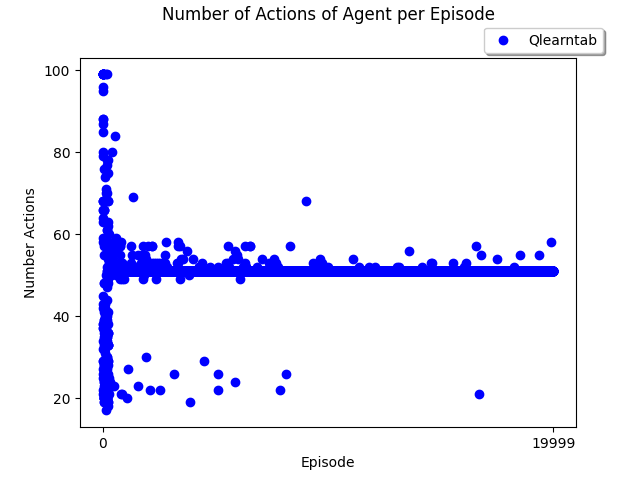 Number of Actions of Agent per Episode
Qlearntab
100
80
60
40
20
Number Actions
0
19999
Episode